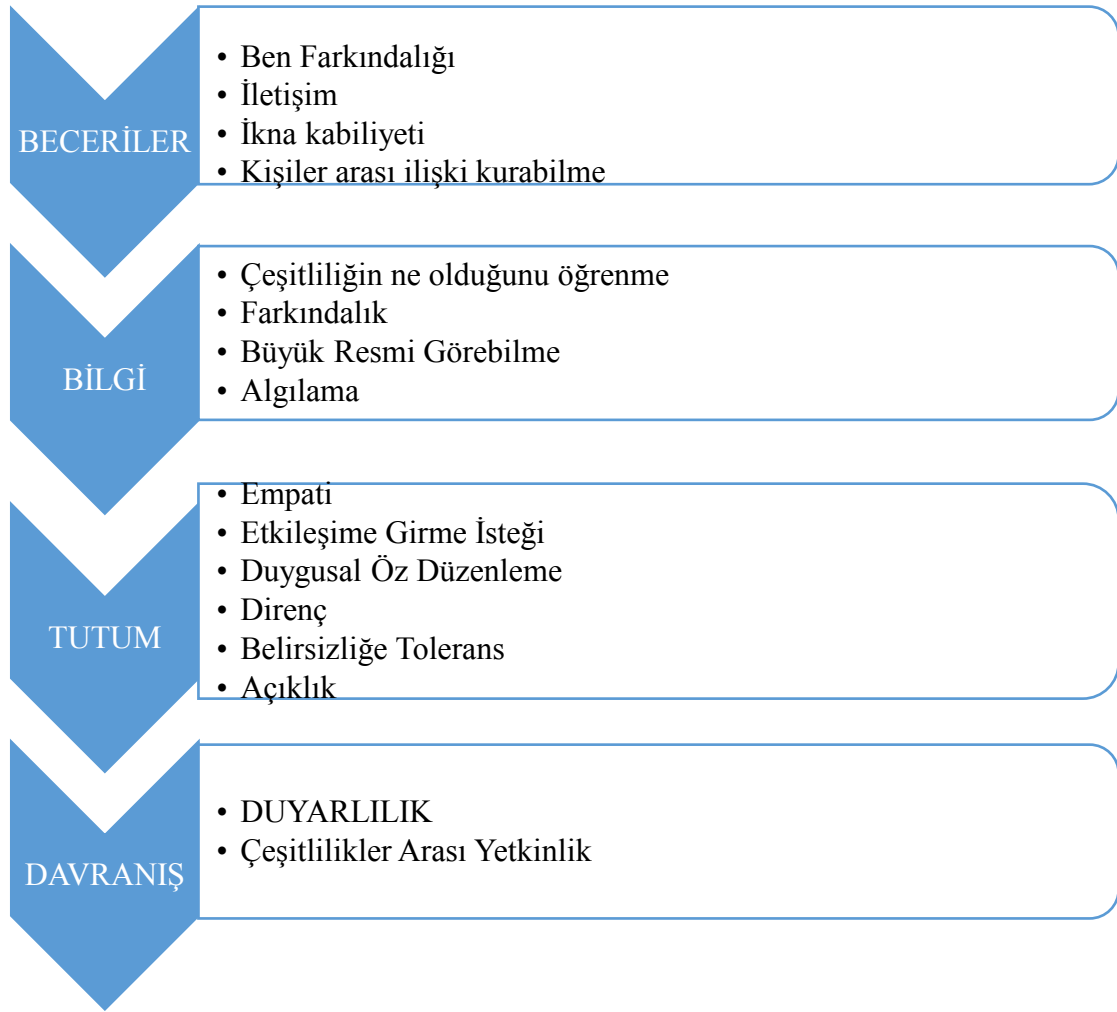 BECERİLER
• Ben Farkındalığı
• İletişim
• İkna kabiliyeti
• Kişiler arası ilişki kurabilme
BİLGİ
• Çeşitliliğin ne olduğunu öğrenme
• Farkındalık
• Büyük Resmi Görebilme
• Algılama
TUTUM
• Empati
• Etkileşime Girme İsteği
• Duygusal Öz Düzenleme
• Direnç
• Belirsizliğe Tolerans
• Açıklık
DAVRANIŞ
• DUYARLILIK
• Çeşitlilikler Arası Yetkinlik